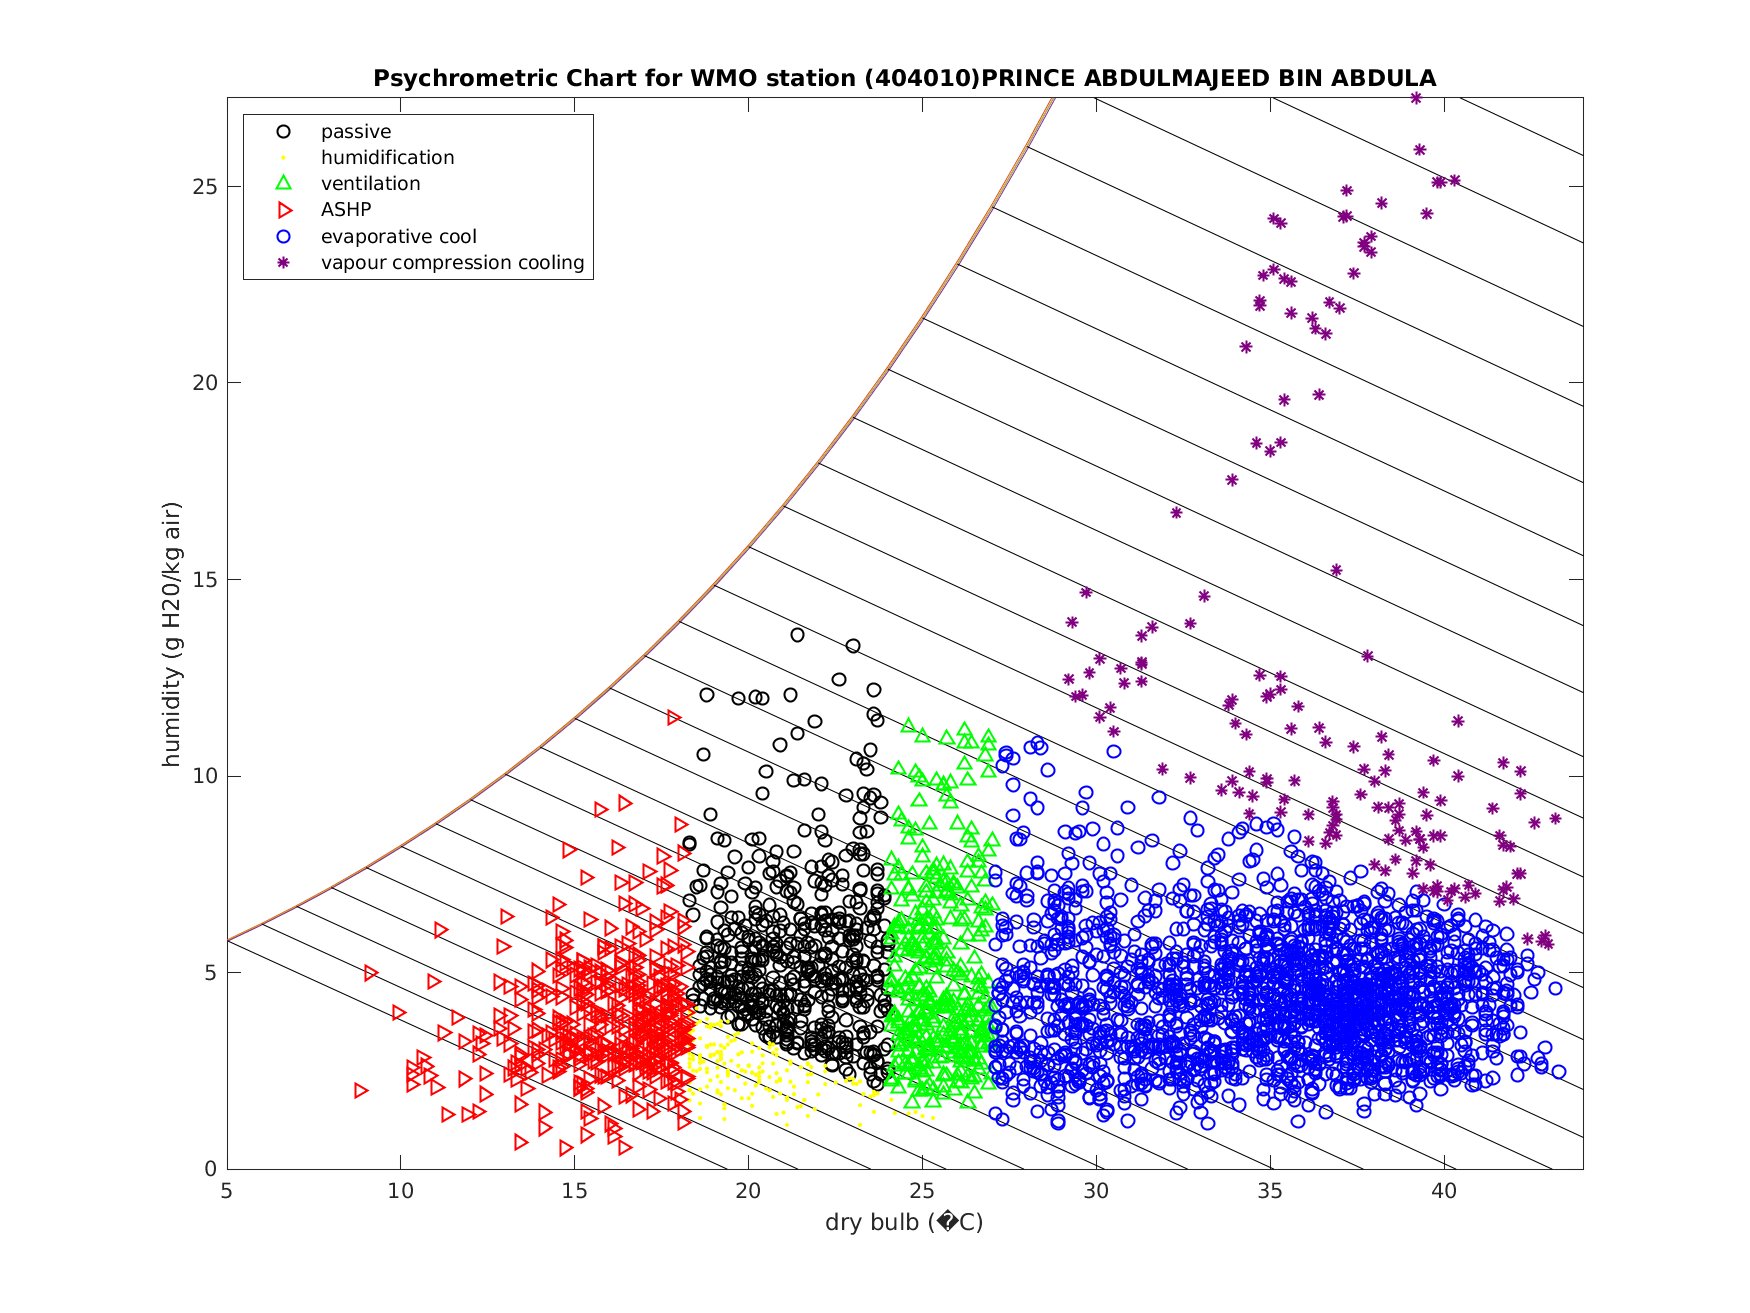 Psychrometric Chart for WMO station (404010)PRINCE ABDULMAJEED BIN ABDULA
passive
humidification
ventilation
ASHP
evaporative cool
vapour compression cooling
humidity (g H20/kg air)
25
20
15
10
5
0
5 10 15 20 25 30 35 40
dry bulb (�C)